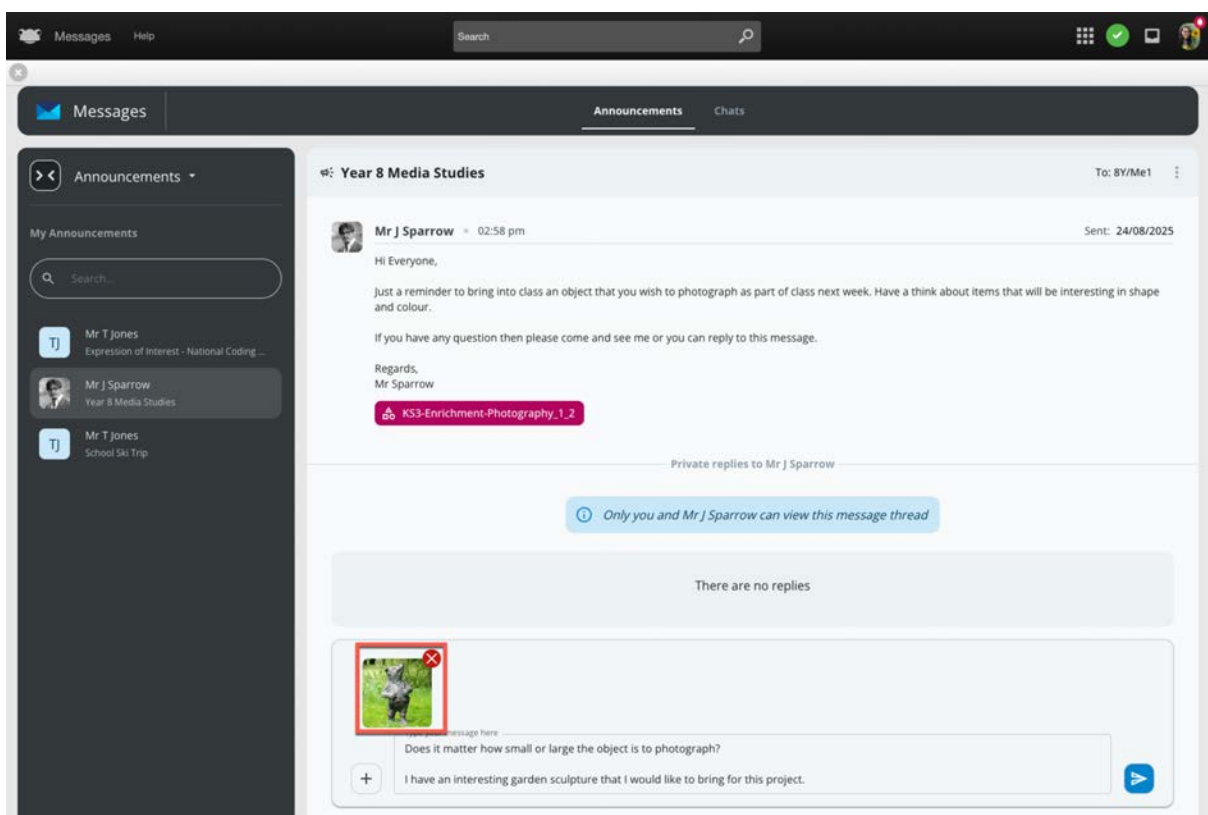 Messages Help Search
Messages Announcements Chats
Announcements
My Announcements
Search...
TJ Mr T Jones
Expression of Interest - National Coding ...
Mr J Sparrow
Year 8 Media Studies
TJ Mr T Jones
School Ski Trip
Year 8 Media Studies To: 8Y/Me1
Mr J Sparrow 02:58 pm Sent: 24/08/2025
Hi Everyone,
Just a reminder to bring into class an object that you wish to photograph as part of class next week. Have a think about items that will be interesting in shape
and colour.
If you have any question then please come and see me or you can reply to this message.
Regards,
Mr Sparrow
KS3-Enrichment-Photography_1_2
Private replies to Mr J Sparrow
Only you and Mr J Sparrow can view this message thread
There are no replies
Type your message here
Does it matter how small or large the object is to photograph?
I have an interesting garden sculpture that I would like to bring for this project.